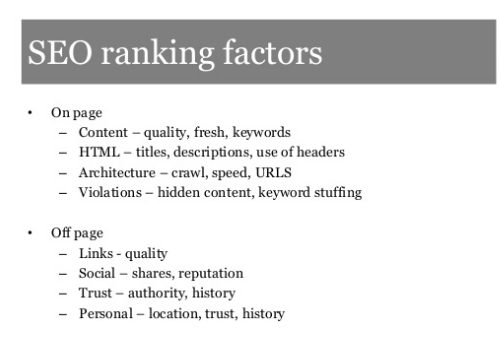 SEO ranking factors
• On page
– Content – quality, fresh, keywords
– HTML – titles, descriptions, use of headers
– Architecture – crawl, speed, URLS
– Violations – hidden content, keyword stuffing
• Off page
– Links - quality
– Social – shares, reputation
– Trust – authority, history
– Personal – location, trust, history